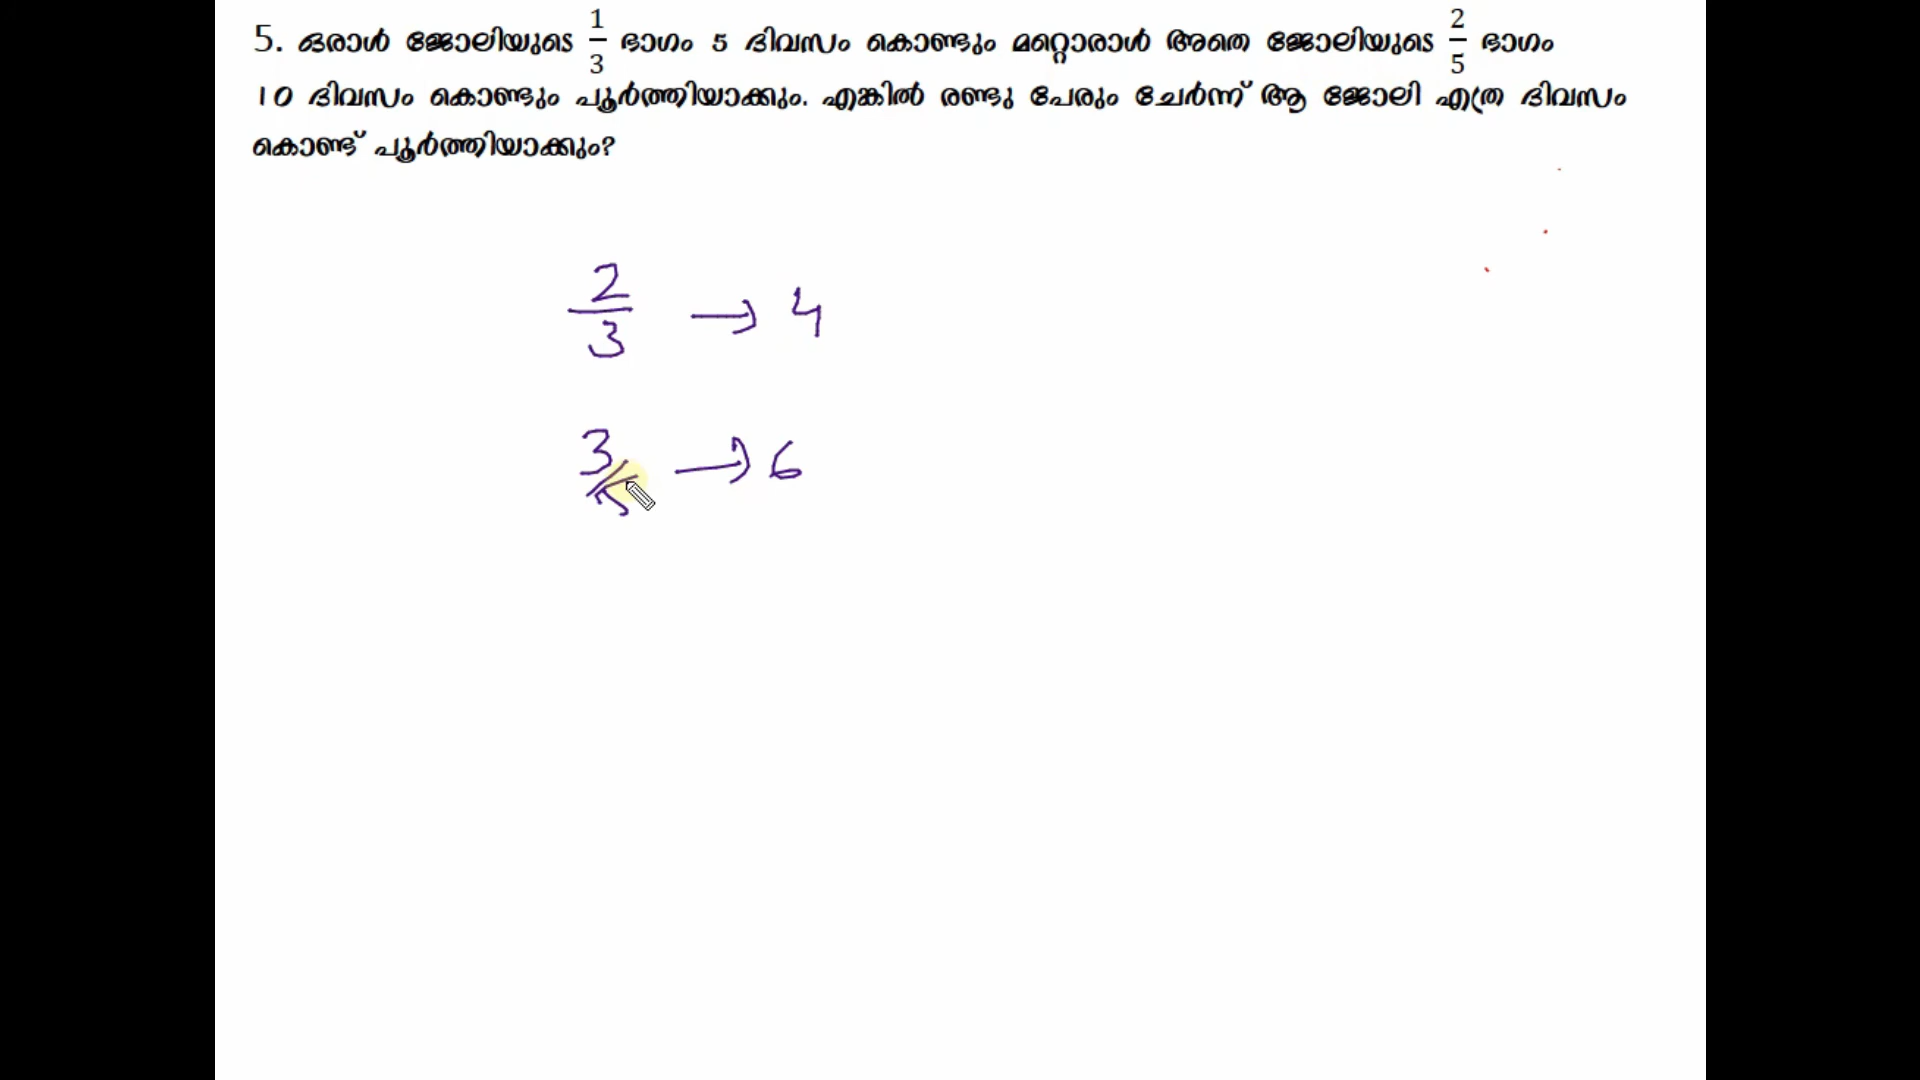 5. ഒരാൾ ജോലിയുടെ 1/3 ഭാഗം 5 ദിവസം കൊണ്ടും മറ്റൊരാൾ അതെ ജോലിയുടെ 2/5 ഭാഗം
10 ദിവസം കൊണ്ടും പൂർത്തിയാക്കും. എങ്കിൽ രണ്ടു പേരും ചേർന്ന് ആ ജോലി എത്ര ദിവസം
കൊണ്ട് പൂർത്തിയാക്കും?
2/3 → 4
3/5 → 6